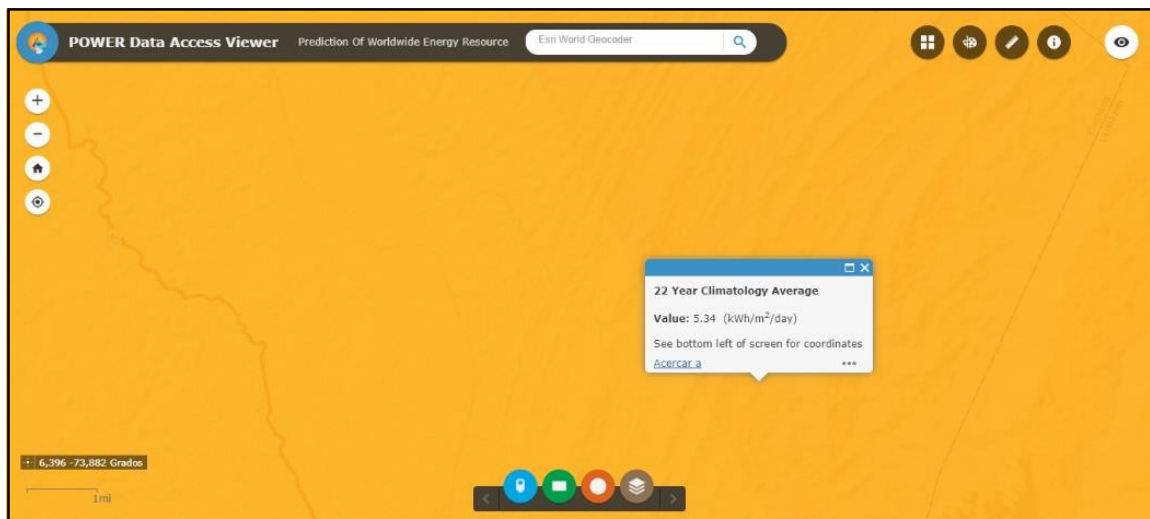 POWER Data Access Viewer Prediction Of Worldwide Energy Resource Esri World Geocoder
22 Year Climatology Average
Value: 5.34 (kWh/m²/day)
See bottom left of screen for coordinates
Acercar a
6,396 -73,882 Grados
1mi